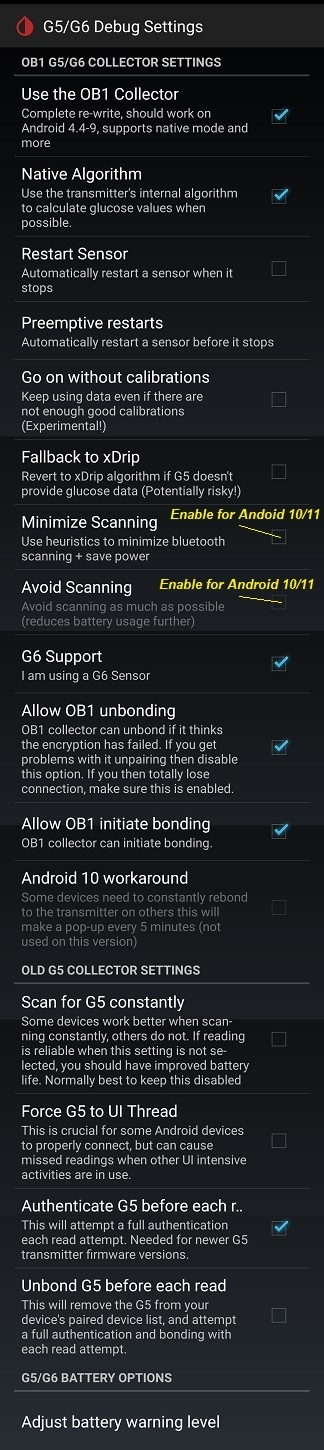 G5/G6 Debug Settings
OB1 G5/G6 COLLECTOR SETTINGS
Use the OB1 Collector
Complete re-write, should work on
Android 4.4-9, supports native mode and
more
Native Algorithm
Use the transmitter's internal algorithm
to calculate glucose values when
possible.
Restart Sensor
Automatically restart a sensor when it
stops
Preemptive restarts
Automatically restart a sensor before it stops
Go on without calibrations
Keep using data even if there are
not enough good calibrations
(Experimental!)
Fallback to xDrip
Revert to xDrip algorithm if G5 doesn't
provide glucose data (Potentially risky!)
Enable for Andoid 10/11
Minimize Scanning
Use heuristics to minimize bluetooth
scanning + save power
Enable for Android 10/11
Avoid Scanning
Avoid scanning as much as possible
(reduces battery usage further)
G6 Support
I am using a G6 Sensor
Allow OB1 unbonding
OB1 collector can unbond if it thinks
the encryption has failed. If you get
problems with it unpairing then disable
this option. If you then totally lose
connection, make sure this is enabled.
Allow OB1 initiate bonding
OB1 collector can initiate bonding.
Android 10 workaround
Some devices need to constantly rebond
to the transmitter on others this will
make a pop-up every 5 minutes (not
used on this version)
OLD G5 COLLECTOR SETTINGS
Scan for G5 constantly
Some devices work better when scan-
ning constantly, others do not. If reading
is reliable when this setting is not se-
lected, you should have improved battery
life. Normally best to keep this disabled
Force G5 to UI Thread
This is crucial for some Android devices
to properly connect, but can cause
missed readings when other UI intensive
activities are in use.
Authenticate G5 before each r..
This will attempt a full authentication
each read attempt. Needed for newer G5
transmitter firmware versions.
Unbond G5 before each read
This will remove the G5 from your
device's paired device list, and attempt
a full authentication and bonding with
each read attempt.
G5/G6 BATTERY OPTIONS
Adjust battery warning level